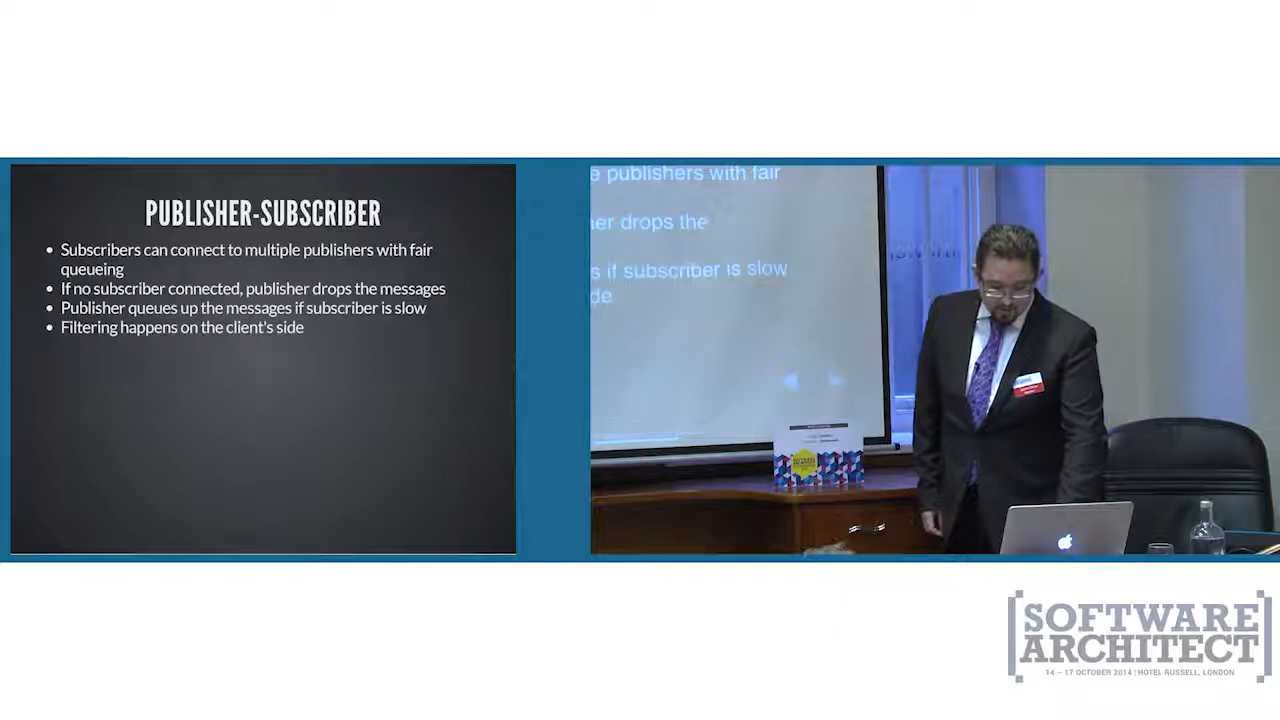 PUBLISHER-SUBSCRIBER
• Subscribers can connect to multiple publishers with fair
queueing
• If no subscriber connected, publisher drops the messages
• Publisher queues up the messages if subscriber is slow
• Filtering happens on the client's side
e publishers with fair
her drops the
s if subscriber is slow
de
[SOFTWARE
ARCHITECT]
14 – 17 OCTOBER 2014 | HOTEL RUSSELL, LONDON